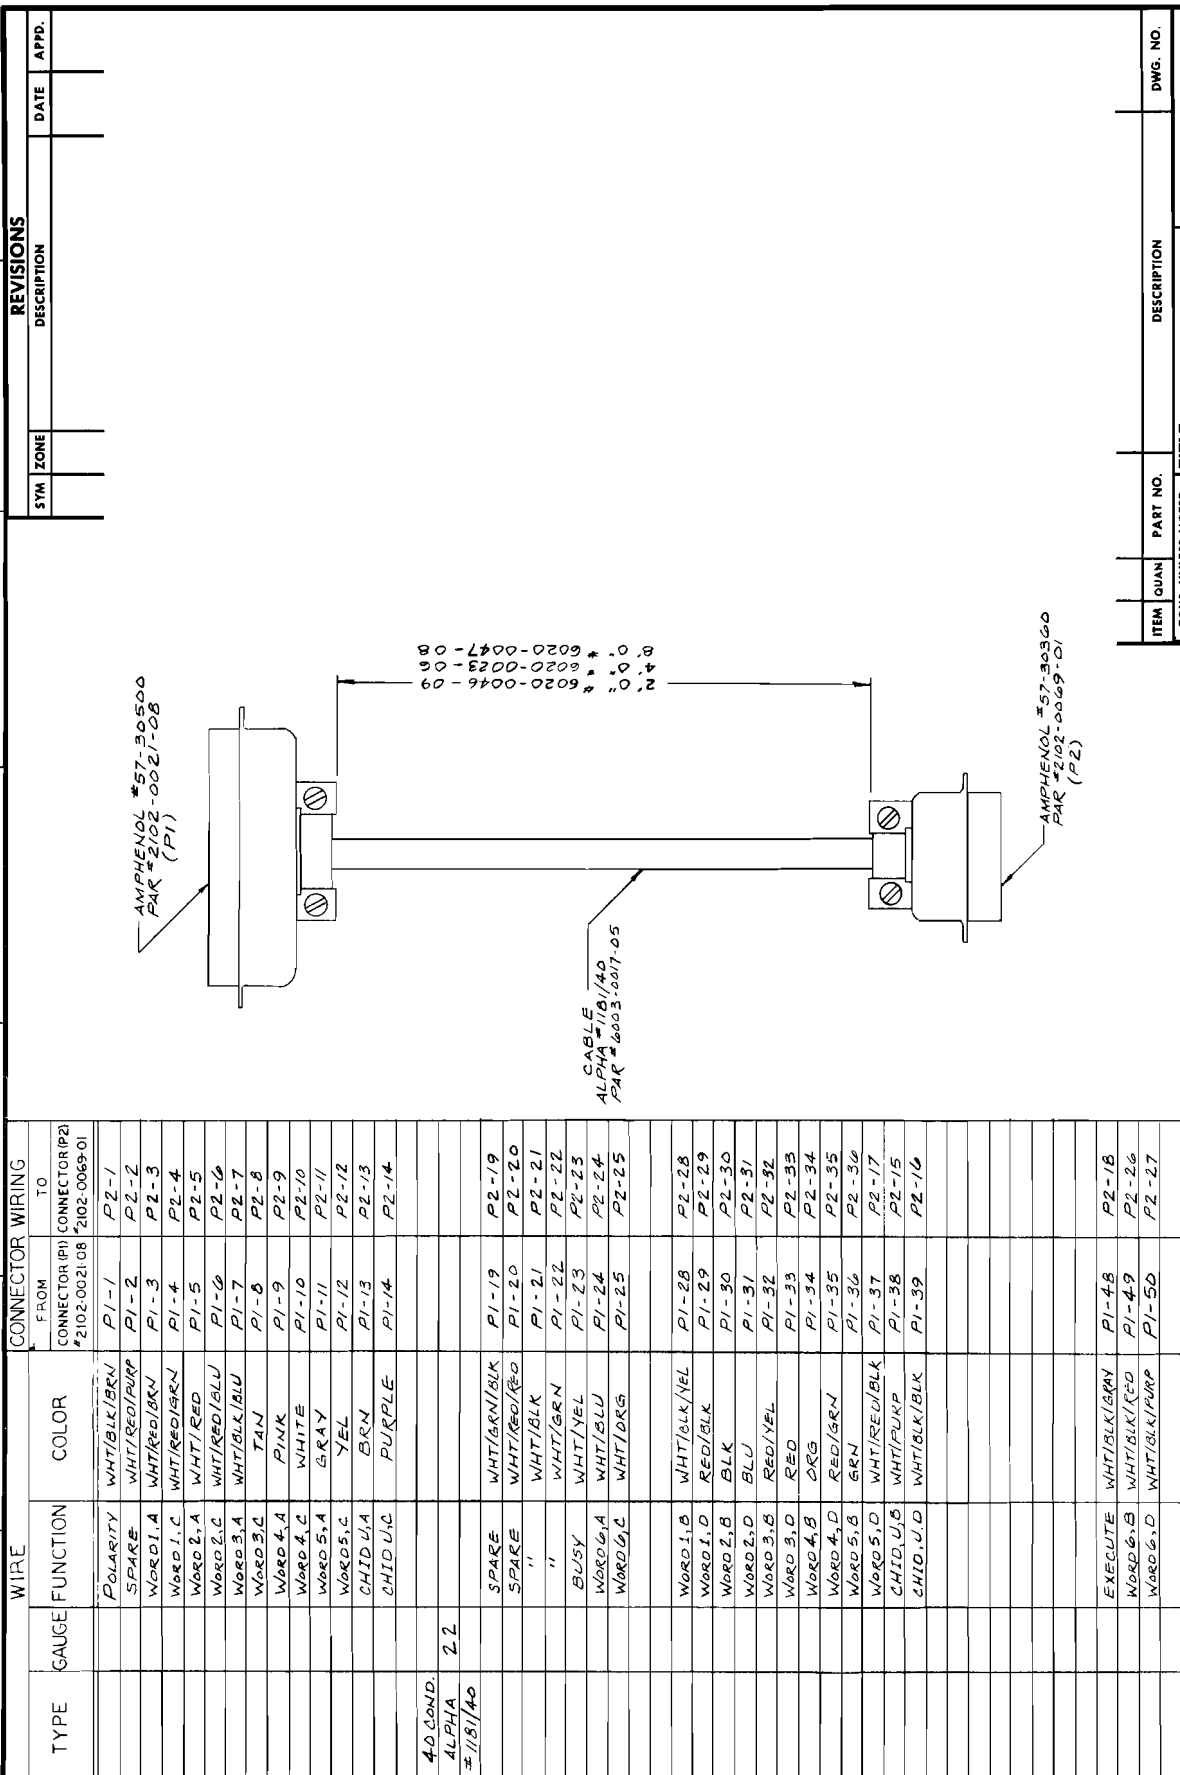 WIRE CONNECTOR WIRING
TYPE GAUGE FUNCTION COLOR FROM CONNECTOR (P1) #2102-0021-08 TO CONNECTOR (P2) #2102-0069-01
POLARITY WHT/BLK/BRN P1-1 P2-1
SPARE WHT/RED/PURP P1-2 P2-2
WORD 1,A WHT/RED/BRN P1-3 P2-3
WORD 1,C WHT/RED/GRN P1-4 P2-4
WORD 2,A WHT/RED P1-5 P2-5
WORD 2,C WHT/RED/BLU P1-6 P2-6
WORD 3,A WHT/BLK/BLU P1-7 P2-7
WORD 3,C TAN P1-8 P2-8
WORD 4,A PINK P1-9 P2-9
WORD 4,C WHITE P1-10 P2-10
WORD 5,A GRAY P1-11 P2-11
WORD 5,C YEL P1-12 P2-12
CHID U,A BRN P1-13 P2-13
CHID U,C PURPLE P1-14 P2-14
40 COND.
ALPHA 22
#1181/40
SPARE WHT/GRN/BLK P1-19 P2-19
SPARE WHT/RED/RED P1-20 P2-20
" WHT/BLK P1-21 P2-21
" WHT/GRN P1-22 P2-22
BUSY WHT/YEL P1-23 P2-23
WORD 6,A WHT/BLU P1-24 P2-24
WORD 6,C WHT/ORG P1-25 P2-25
WORD 1,B WHT/BLK/YEL P1-28 P2-28
WORD 1,D RED/BLK P1-29 P2-29
WORD 2,B BLK P1-30 P2-30
WORD 2,D BLU P1-31 P2-31
WORD 3,B RED/YEL P1-32 P2-32
WORD 3,D RED P1-33 P2-33
WORD 4,B ORG P1-34 P2-34
WORD 4,D RED/GRN P1-35 P2-35
WORD 5,B GRN P1-36 P2-36
WORD 5,D WHT/RED/BLK P1-37 P2-17
CHID,U,B WHT/PURP P1-38 P2-15
CHID,U,D WHT/BLK/BLK P1-39 P2-16
EXECUTE WHT/BLK/GRAY P1-48 P2-18
WORD 6,B WHT/BLK/RED P1-49 P2-26
WORD 6,D WHT/BLK/PURP P1-50 P2-27
AMPHENOL #57-30500
PAR #2102-0021-08
(P1)
CABLE
ALPHA #1181/40
PAR #6003-0017-05
2' 0" #6020-0046-09
4' 0" #6020-0023-06
8' 0" #6020-0047-08
AMPHENOL #57-30360
PAR #2102-0069-01
(P2)
REVISIONS
SYM ZONE DESCRIPTION DATE APPD.
ITEM QUAN PART NO. DESCRIPTION DWG. NO.